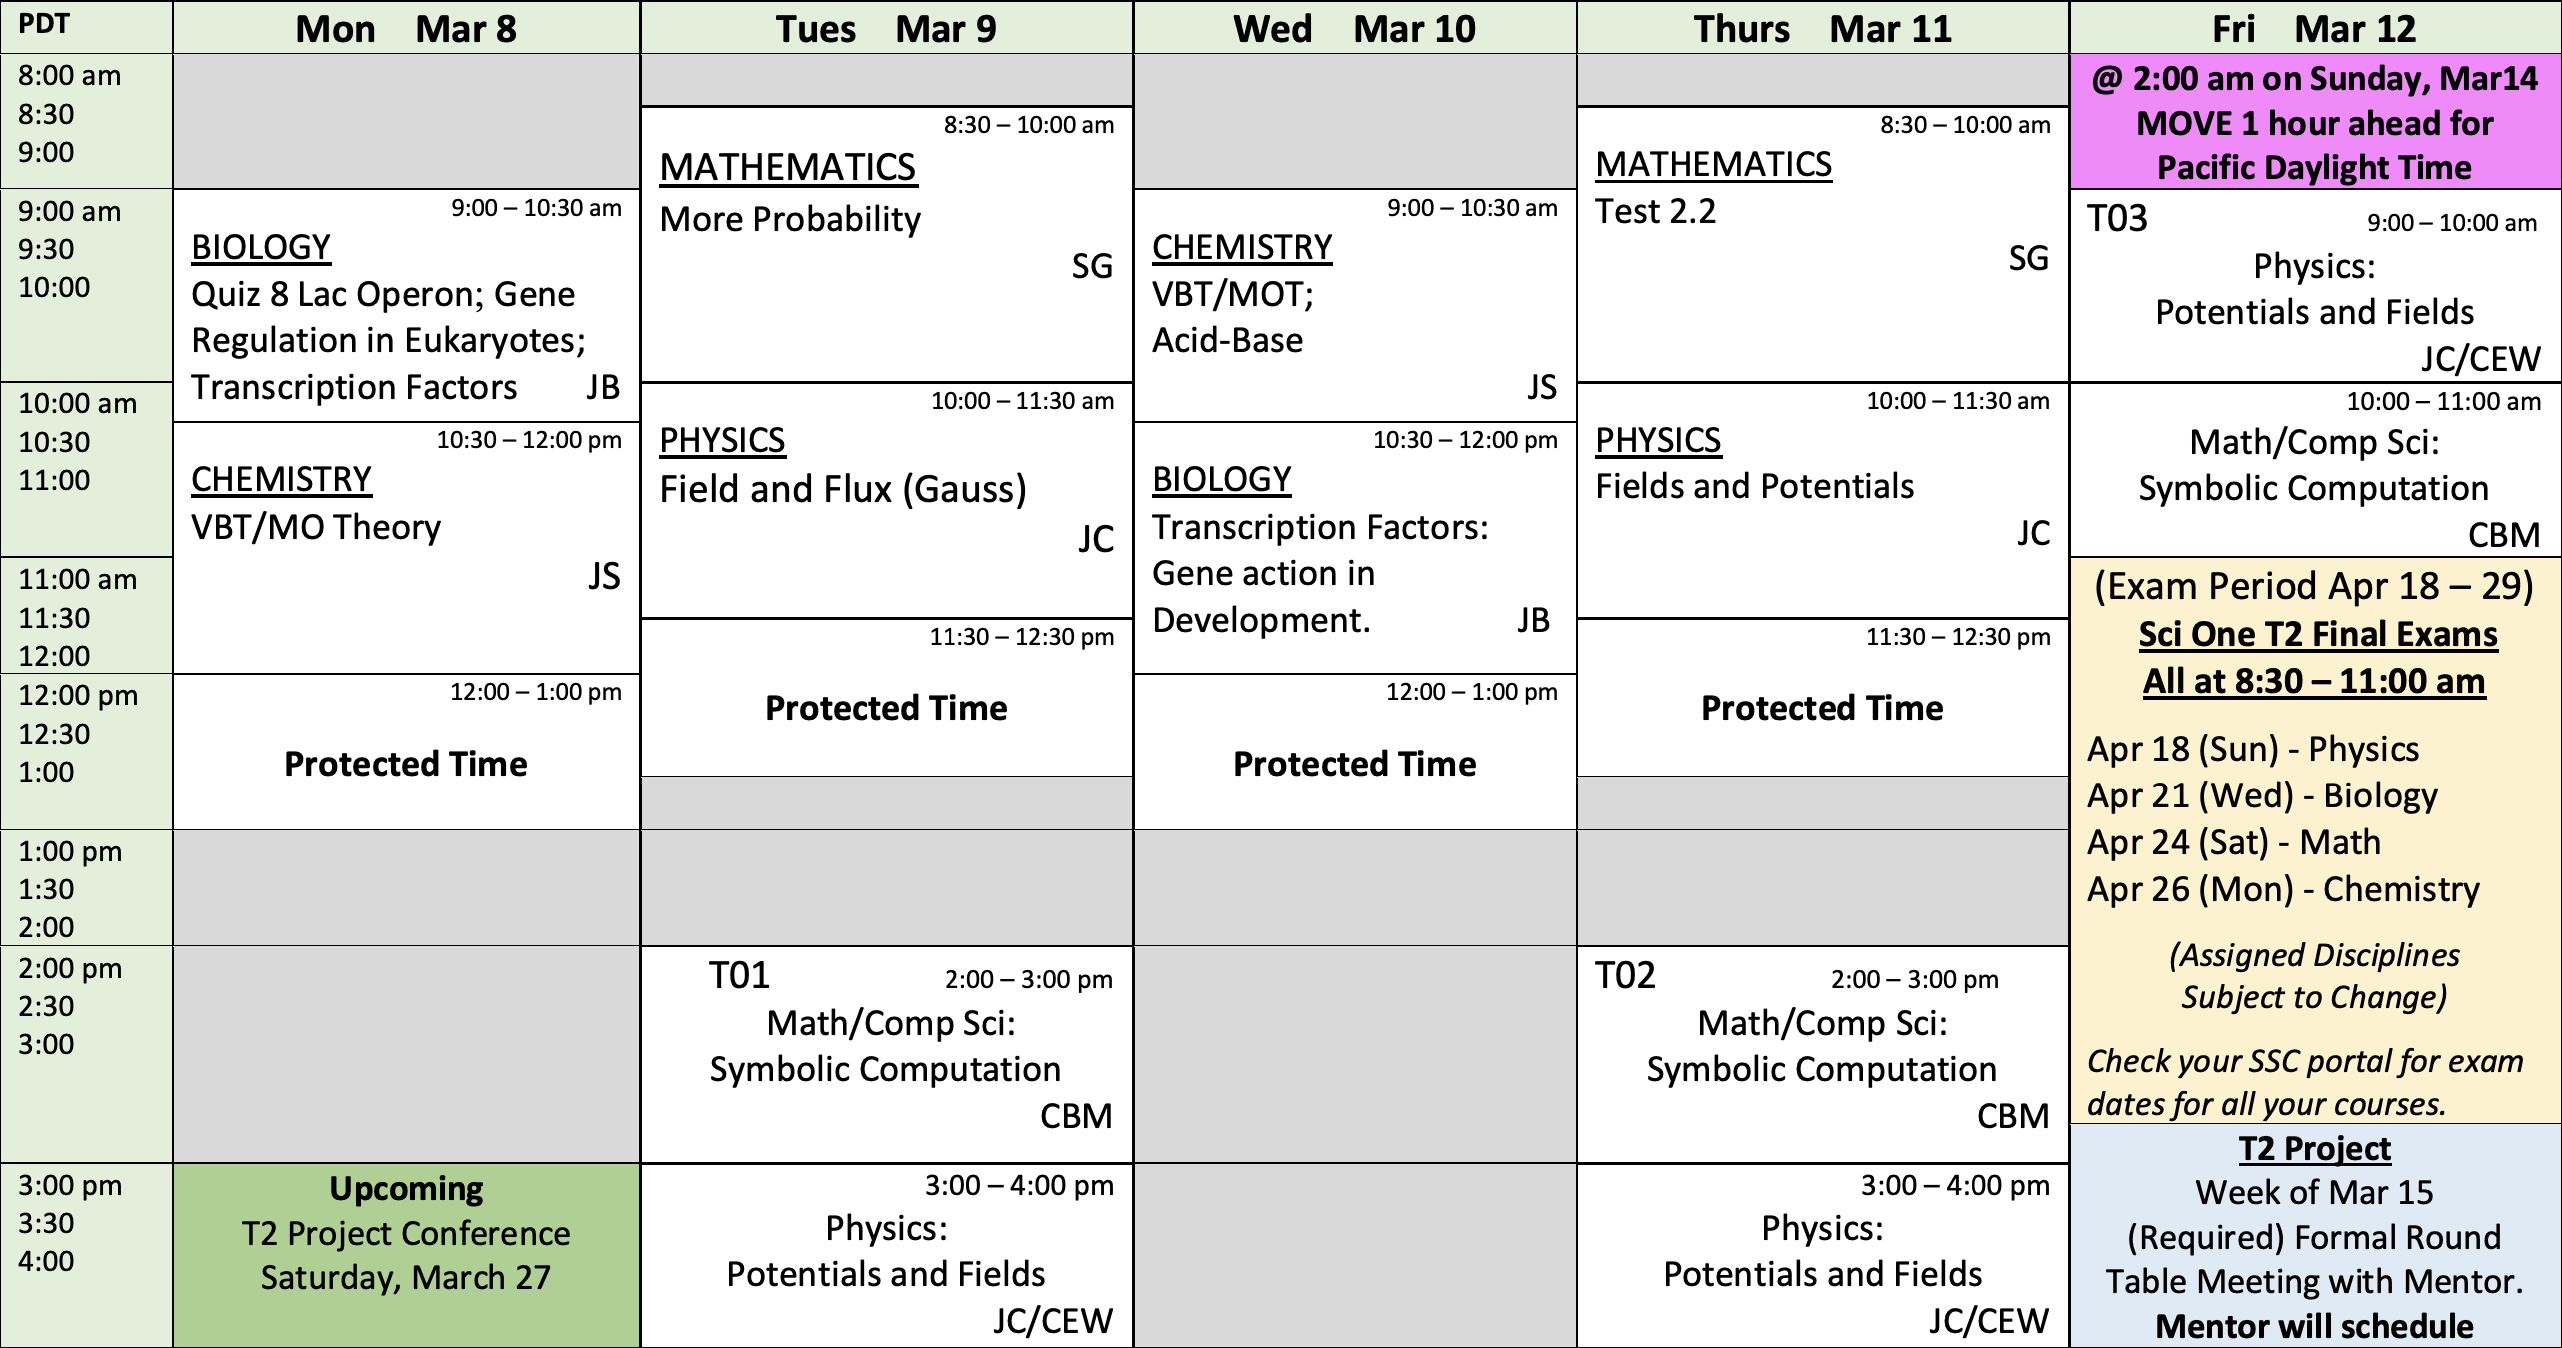 PDT
Mon Mar 8
Tues Mar 9
Wed Mar 10
Thurs Mar 11
Fri Mar 12
8:00 am
8:30
9:00
9:00 am
9:30
10:00
10:00 am
10:30
11:00
11:00 am
11:30
12:00
12:00 pm
12:30
1:00
1:00 pm
1:30
2:00
2:00 pm
2:30
3:00
3:00 pm
3:30
4:00
9:00 – 10:30 am
BIOLOGY
Quiz 8 Lac Operon; Gene
Regulation in Eukaryotes;
Transcription Factors JB
10:30 – 12:00 pm
CHEMISTRY
VBT/MO Theory
JS
12:00 – 1:00 pm
Protected Time
Upcoming
T2 Project Conference
Saturday, March 27
8:30 – 10:00 am
MATHEMATICS
More Probability
SG
10:00 – 11:30 am
PHYSICS
Field and Flux (Gauss)
JC
11:30 – 12:30 pm
Protected Time
T01 2:00 – 3:00 pm
Math/Comp Sci:
Symbolic Computation
CBM
3:00 – 4:00 pm
Physics:
Potentials and Fields
JC/CEW
9:00 – 10:30 am
CHEMISTRY
VBT/MOT;
Acid-Base
JS
10:30 – 12:00 pm
BIOLOGY
Transcription Factors:
Gene action in
Development. JB
12:00 – 1:00 pm
Protected Time
8:30 – 10:00 am
MATHEMATICS
Test 2.2
SG
10:00 – 11:30 am
PHYSICS
Fields and Potentials
JC
11:30 – 12:30 pm
Protected Time
T02 2:00 – 3:00 pm
Math/Comp Sci:
Symbolic Computation
CBM
3:00 – 4:00 pm
Physics:
Potentials and Fields
JC/CEW
@ 2:00 am on Sunday, Mar14
MOVE 1 hour ahead for
Pacific Daylight Time
T03 9:00 – 10:00 am
Physics:
Potentials and Fields
JC/CEW
10:00 – 11:00 am
Math/Comp Sci:
Symbolic Computation
CBM
(Exam Period Apr 18 – 29)
Sci One T2 Final Exams
All at 8:30 – 11:00 am
Apr 18 (Sun) - Physics
Apr 21 (Wed) - Biology
Apr 24 (Sat) - Math
Apr 26 (Mon) - Chemistry
(Assigned Disciplines
Subject to Change)
Check your SSC portal for exam
dates for all your courses.
T2 Project
Week of Mar 15
(Required) Formal Round
Table Meeting with Mentor.
Mentor will schedule